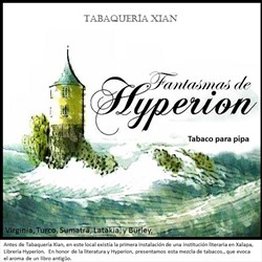 TABAQUERÍA XIAN
Fantasmas de
Hyperion
Tabaco para pipa
Virginia, Turco, Sumatra, Latakia, y Burley.
Antes de Tabaquería Xian, en este local existía la primera instalación de una institución literaria en Xalapa,
Librería Hyperion. En honor de la literatura y Hyperion, presentamos esta mezcla de tabacos, que evoca
el aroma de un libro antigüo.